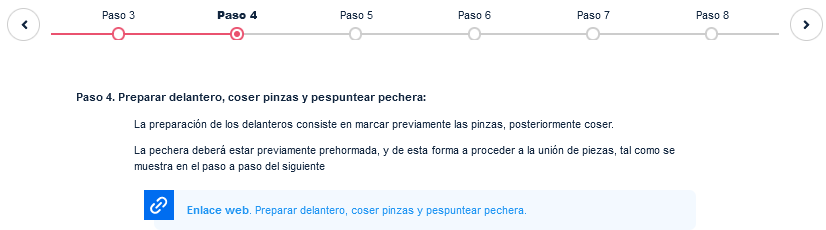 Paso 3 Paso 4 Paso 5 Paso 6 Paso 7 Paso 8
Paso 4. Preparar delantero, coser pinzas y pespuntear pechera:
La preparación de los delanteros consiste en marcar previamente las pinzas, posteriormente coser.
La pechera deberá estar previamente prehormada, y de esta forma a proceder a la unión de piezas, tal como se
muestra en el paso a paso del siguiente
Enlace web. Preparar delantero, coser pinzas y pespuntear pechera.